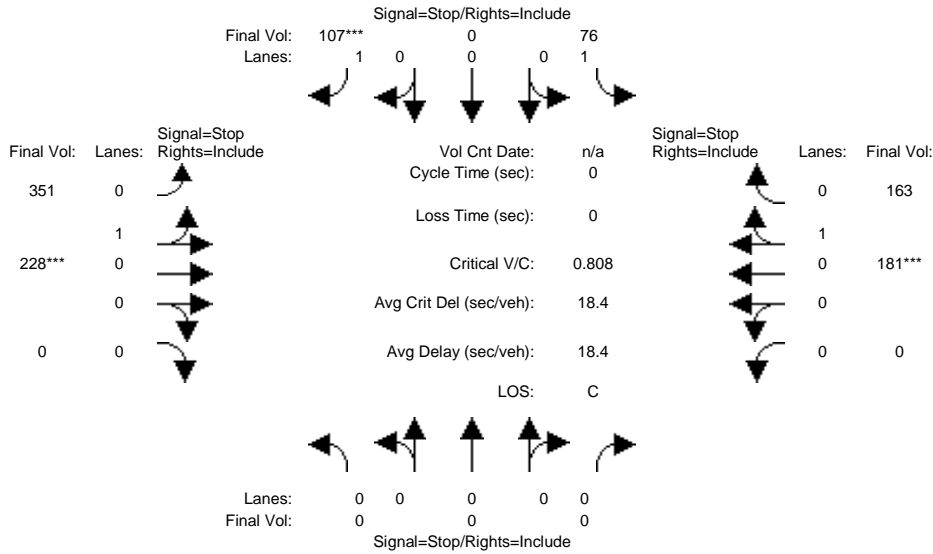 Signal=Stop/Rights=Include
Final Vol: 107*** 0 76
Lanes: 1 0 0 0 1
Signal=Stop Signal=Stop
Final Vol: Lanes: Rights=Include Vol Cnt Date: n/a Rights=Include Lanes: Final Vol:
Cycle Time (sec): 0
351 0 0 163
Loss Time (sec): 0
1 1
228*** 0 Critical V/C: 0.808 0 181***
0 Avg Crit Del (sec/veh): 18.4 0
0 0 Avg Delay (sec/veh): 18.4 0 0
LOS: C
Lanes: 0 0 0 0 0
Final Vol: 0 0 0
Signal=Stop/Rights=Include